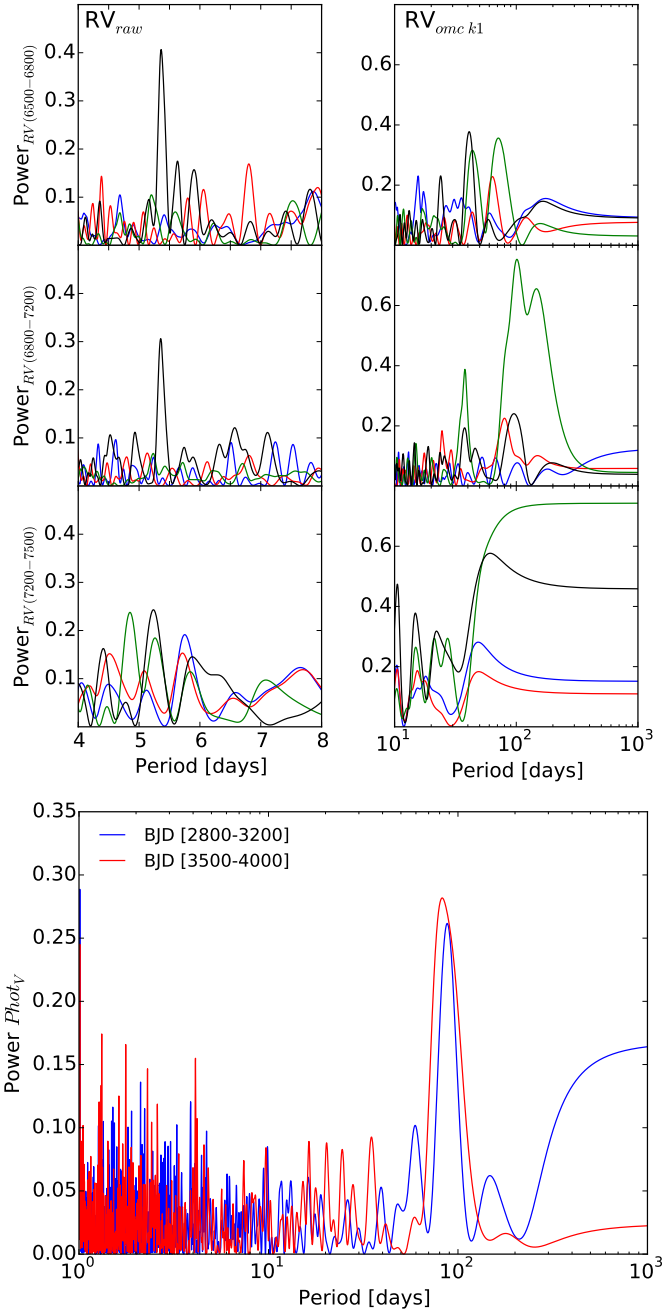 RV_raw
RV_omc k1
Power_RV (6500−6800)
0.4
0.3
0.2
0.1
0.6
0.4
0.2
Power_RV (6800−7200)
0.4
0.3
0.2
0.1
0.6
0.4
0.2
Power_RV (7200−7500)
0.4
0.3
0.2
0.1
0.6
0.4
0.2
4 5 6 7 8
10^1 10^2 10^3
Period [days]
Period [days]
0.35
0.30
0.25
0.20
0.15
0.10
0.05
0.00
BJD [2800-3200]
BJD [3500-4000]
Power Phot_V
10^0 10^1 10^2 10^3
Period [days]